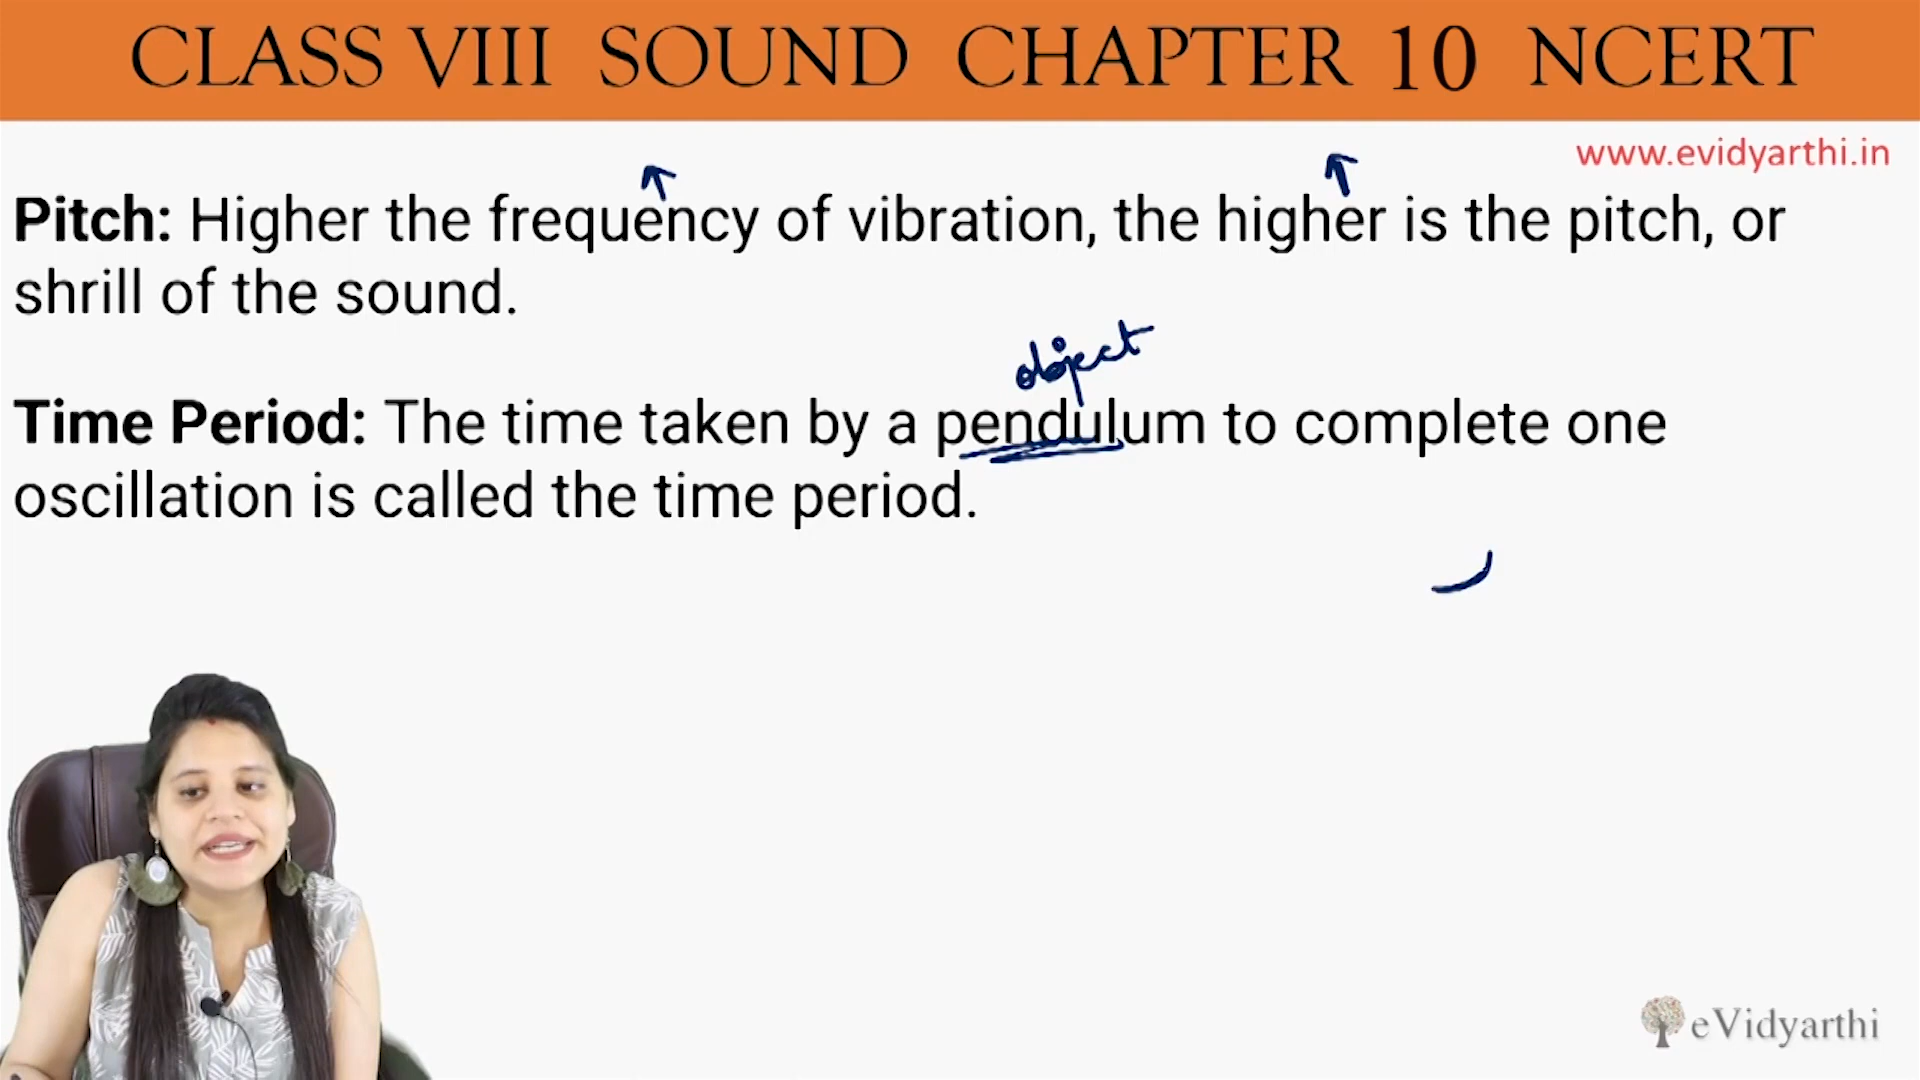 CLASS VIII SOUND CHAPTER 10 NCERT
www.evidyarthi.in
Pitch: Higher the frequency of vibration, the higher is the pitch, or
shrill of the sound.
object
Time Period: The time taken by a pendulum to complete one
oscillation is called the time period.
eVidyarthi